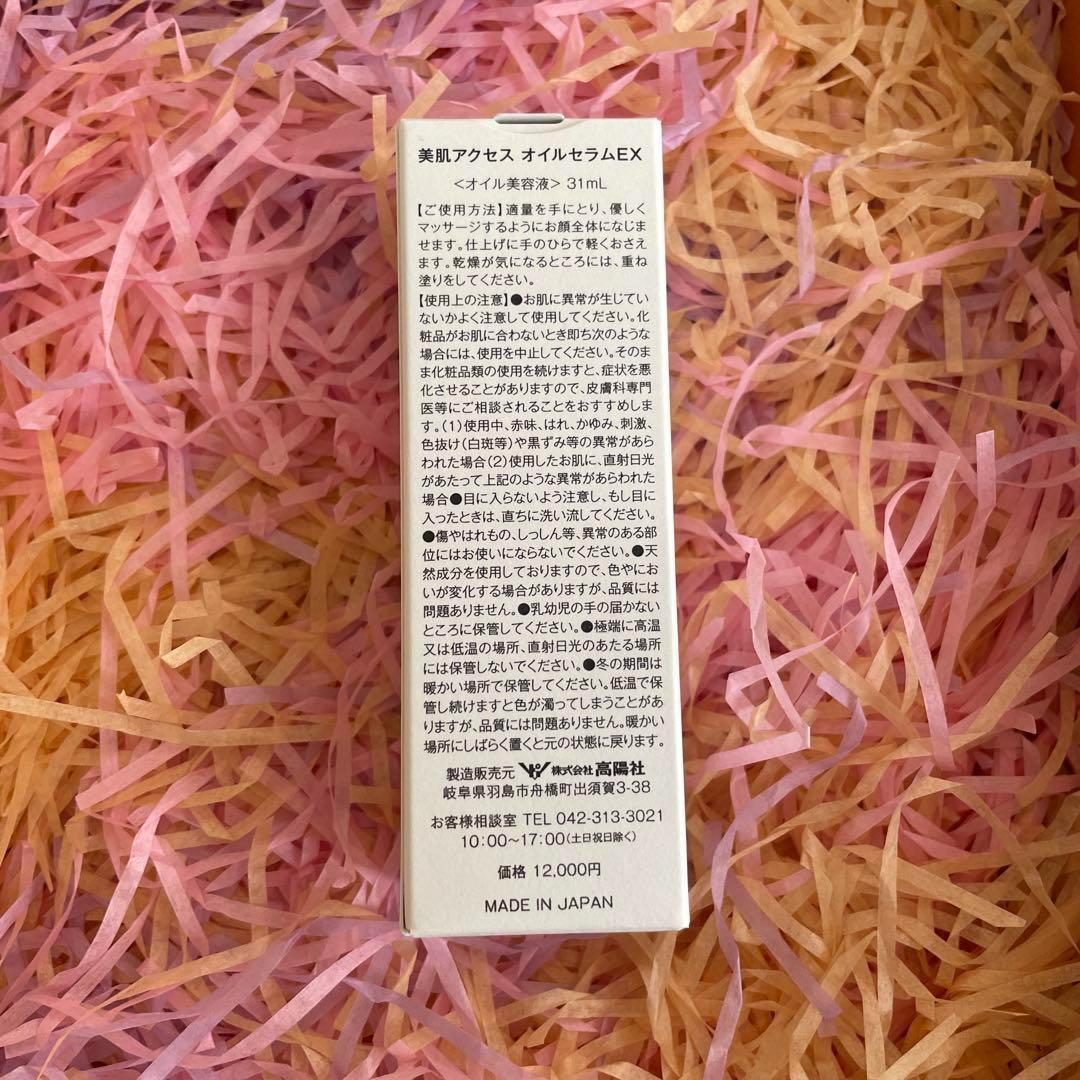 美肌アクセス オイルセラムEX
<オイル美容液> 31mL
【ご使用方法】適量を手にとり、優しく
マッサージするようにお顔全体になじま
せます。仕上げに手のひらで軽くおさえ
ます。乾燥が気になるところには、重ね
塗りをしてください。
【使用上の注意】●お肌に異常が生じてい
ないかよく注意して使用してください。化
粧品がお肌に合わないとき即ち次のような
場合には、使用を中止してください。そのま
ま化粧品類の使用を続けますと、症状を悪
化させることがありますので、皮膚科専門
医等にご相談されることをおすすめしま
す。(1)使用中、赤味、はれ、かゆみ、刺激、
色抜け(白斑等)や黒ずみ等の異常があら
われた場合(2)使用したお肌に、直射日光
があたって上記のような異常があらわれた
場合●目に入らないよう注意し、もし目に
入ったときは、直ちに洗い流してください。
●傷やはれもの、しっしん等、異常のある部
位にはお使いにならないでください。●天
然成分を使用しておりますので、色やにお
いが変化する場合がありますが、品質には
問題ありません。●乳幼児の手の届かない
ところに保管してください。●極端に高温
又は低温の場所、直射日光のあたる場所
には保管しないでください。●冬の期間は
暖かい場所で保管してください。低温で保
管し続けますと色が濁ってしまうことがあ
りますが、品質には問題ありません。暖かい
場所にしばらく置くと元の状態に戻ります。
製造販売元 株式会社高陽社
岐阜県羽島市舟橋町出須賀3-38
お客様相談室 TEL 042-313-3021
10:00～17:00(土日祝日除く)
価格 12,000円
MADE IN JAPAN